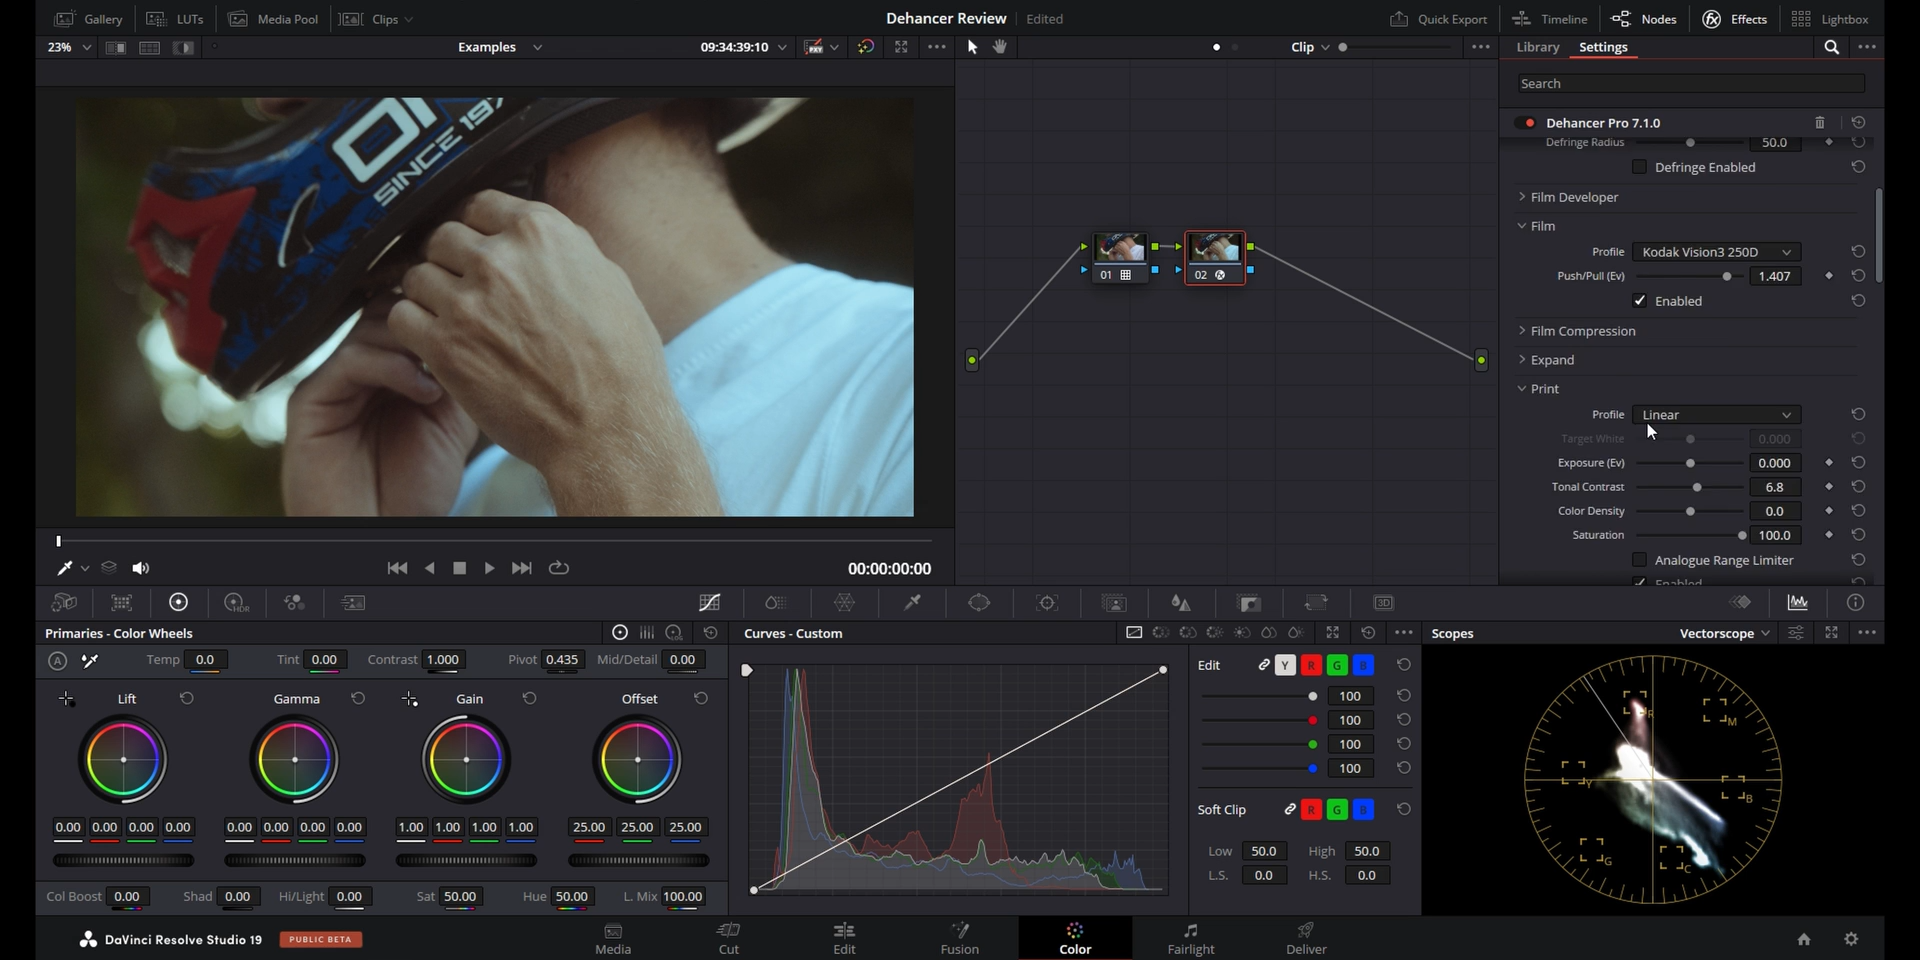 Gallery LUTs Media Pool Clips Dehancer Review Edited Quick Export Timeline Nodes Effects Lightbox
23% Examples 09:34:39:10 Clip Library Settings
Search
Dehancer Pro 7.1.0
Defringe Radius 50.0
Defringe Enabled
Film Developer
Film
Profile Kodak Vision3 250D
Push/Pull (Ev) 1.407
Enabled
Film Compression
Expand
Print
Profile Linear
Target White 0.000
Exposure (Ev) 0.000
Tonal Contrast 6.8
Color Density 0.0
Saturation 100.0
Analogue Range Limiter
Enabled
SINCE 197
01 02
00:00:00:00
HDR 3D
Primaries - Color Wheels
Temp 0.0 Tint 0.00 Contrast 1.000 Pivot 0.435 Mid/Detail 0.00
Lift Gamma Gain Offset
0.00 0.00 0.00 0.00 0.00 0.00 0.00 0.00 1.00 1.00 1.00 1.00 25.00 25.00 25.00
Col Boost 0.00 Shad 0.00 Hi/Light 0.00 Sat 50.00 Hue 50.00 L. Mix 100.00
Curves - Custom
Edit Y R G B
100
100
100
100
Soft Clip R G B
Low 50.0 High 50.0
L.S. 0.0 H.S. 0.0
Scopes Vectorscope
R M
Y B
G C
DaVinci Resolve Studio 19 PUBLIC BETA
Media Cut Edit Fusion Color Fairlight Deliver